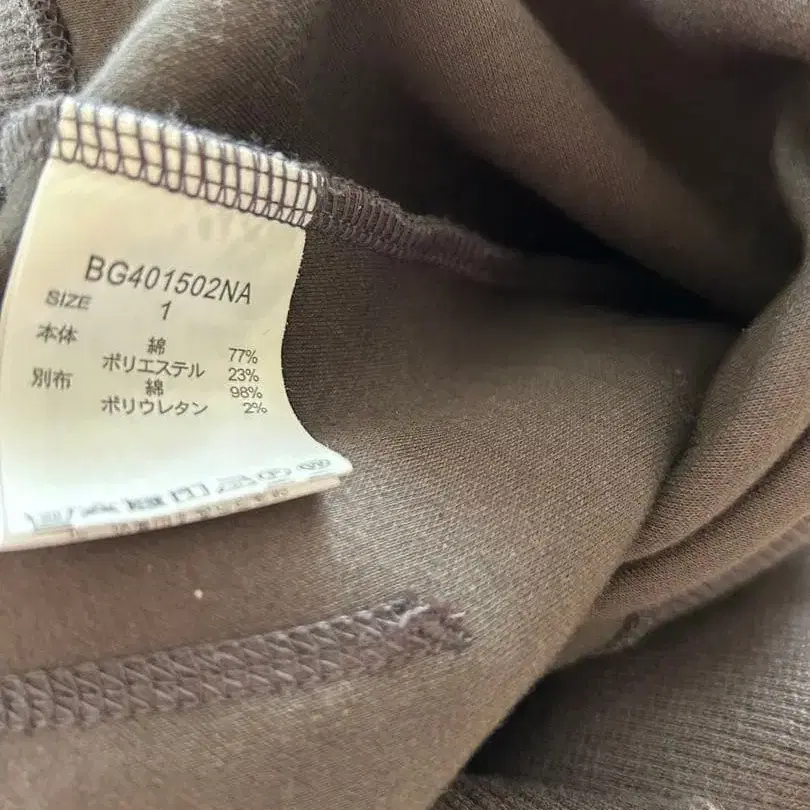 BG401502NA
SIZE 1
本体 綿 77%
ポリエステル 23%
別布 綿 98%
ポリウレタン 2%